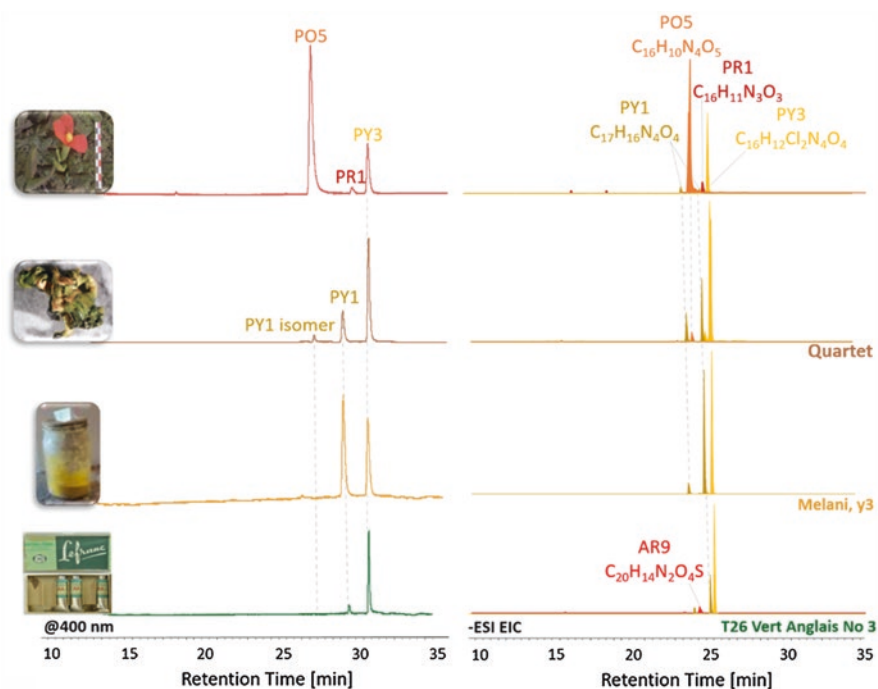 PO5
PY3
PR1
PO5
C₁₆H₁₀N₄O₅
PR1
C₁₆H₁₁N₃O₃
PY1
C₁₇H₁₆N₄O₄
PY3
C₁₆H₁₂Cl₂N₄O₄
PY1
PY1 isomer
Quartet
Melani, y3
Lefranc
AR9
C₂₀H₁₄N₂O₄S
@400 nm
-ESI EIC
T26 Vert Anglais No 3
10 15 20 25 30 35
10 15 20 25 30 35
Retention Time [min]
Retention Time [min]